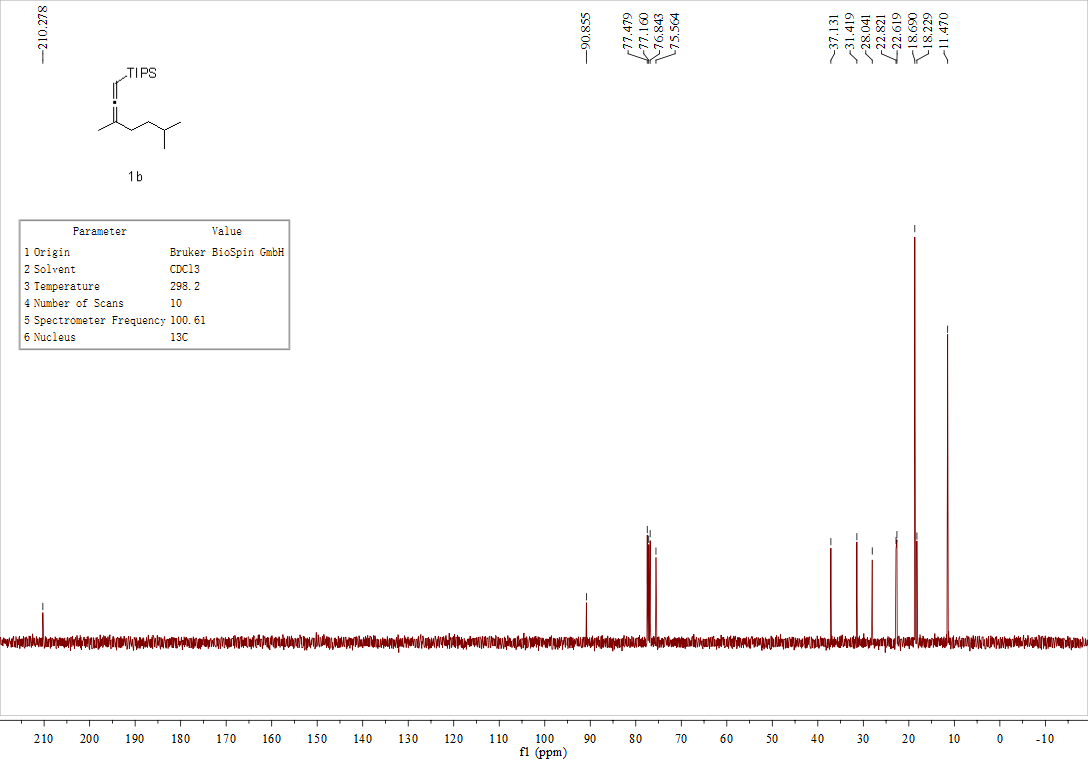 210.278
90.855
77.479
77.160
76.843
75.564
37.131
31.419
28.041
22.821
22.619
18.690
18.229
11.470
TIPS
1b
Parameter Value
1 Origin Bruker BioSpin GmbH
2 Solvent CDCl3
3 Temperature 298.2
4 Number of Scans 10
5 Spectrometer Frequency 100.61
6 Nucleus 13C
210 200 190 180 170 160 150 140 130 120 110 100 90 80 70 60 50 40 30 20 10 0 -10
f1 (ppm)